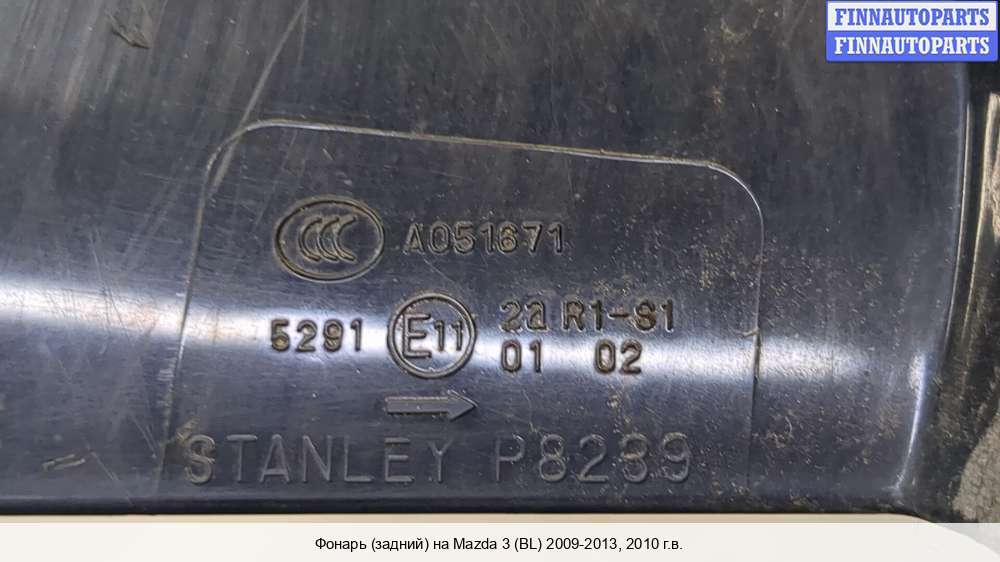 FINNAUTOPARTS
FINNAUTOPARTS
CCC A051671
5291 E11 2a R1-S1
01 02
STANLEY P8239
Фонарь (задний) на Mazda 3 (BL) 2009-2013, 2010 г.в.